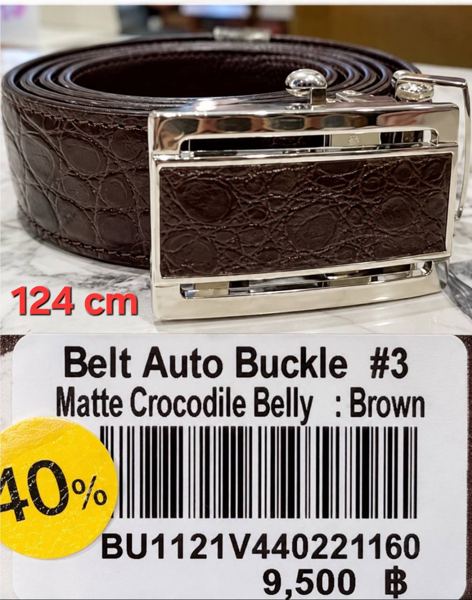 124 cm
Belt Auto Buckle #3
Matte Crocodile Belly : Brown
40%
BU1121V440221160
9,500 ฿